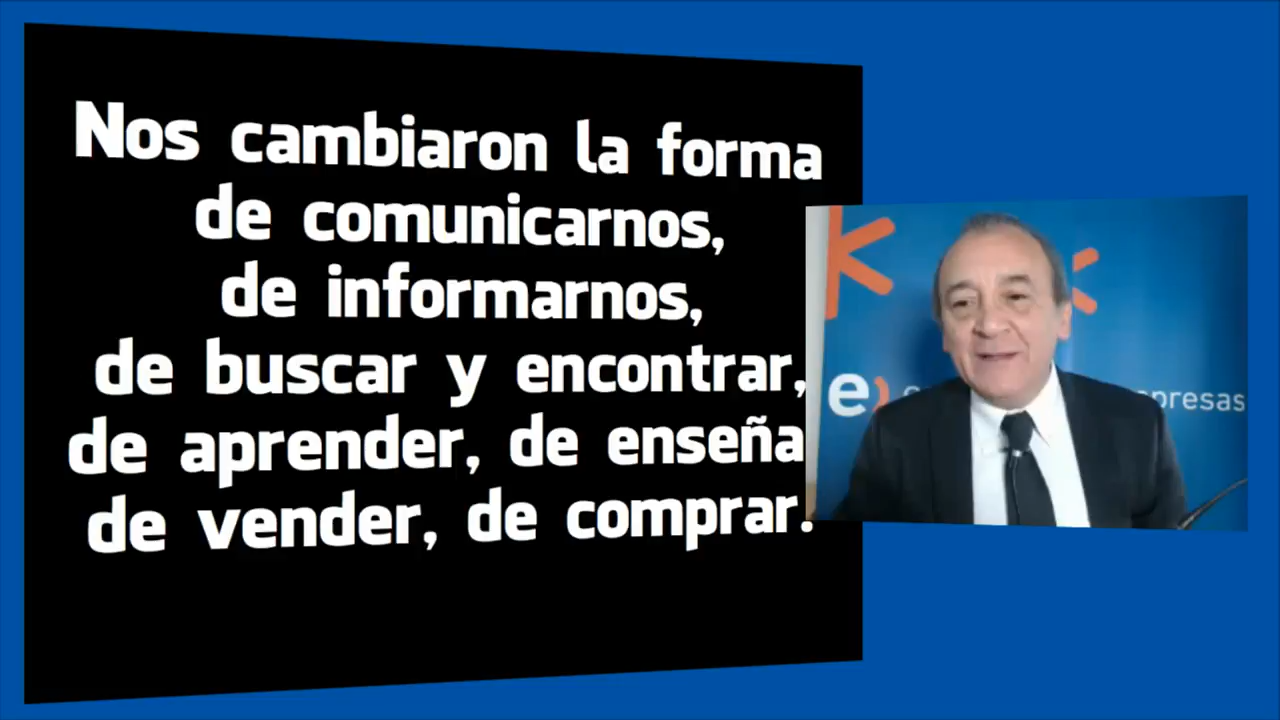 Nos cambiaron la forma
de comunicarnos,
de informarnos,
de buscar y encontrar,
de aprender, de enseña
de vender, de comprar.